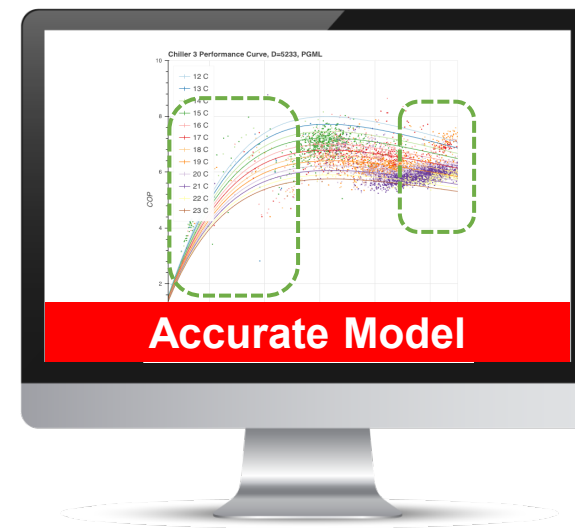 Chiller 3 Performance Curve, D=5233, PGML
10
12 C
13 C
14 C
8
15 C
16 C
17 C
6
18 C
19 C
20 C
21 C
22 C
4
23 C
COP
2
Accurate Model